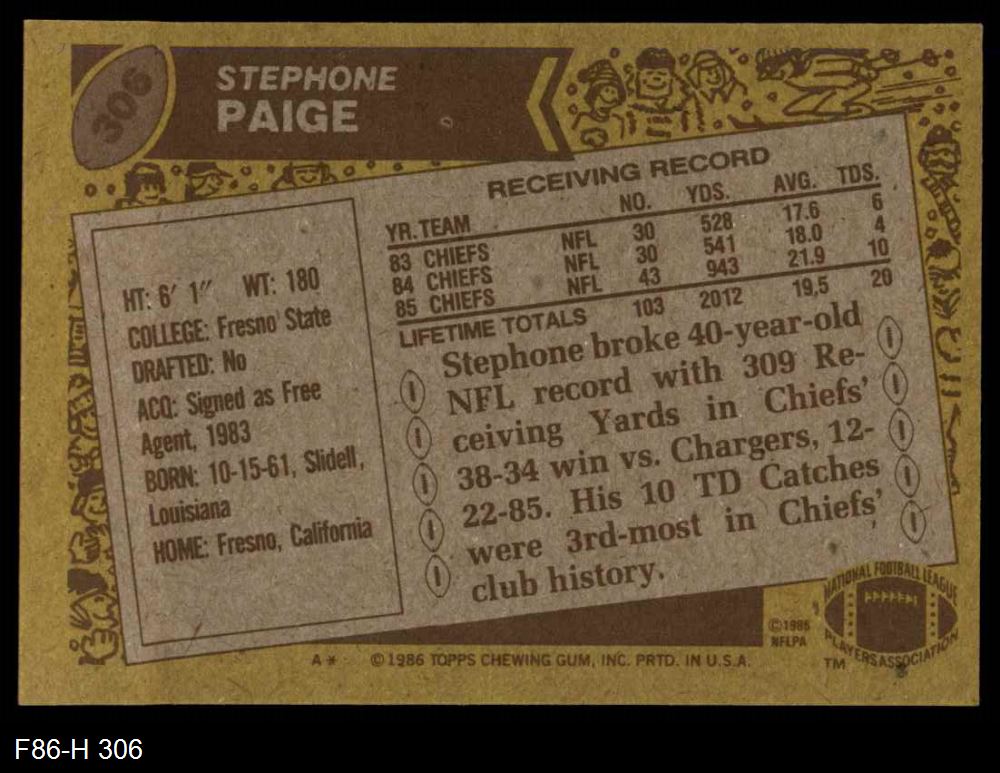 306
STEPHONE
PAIGE
RECEIVING RECORD
YR. TEAM NO. YDS. AVG. TDS.
83 CHIEFS NFL 30 528 17.6 6
84 CHIEFS NFL 30 541 18.0 4
85 CHIEFS NFL 43 943 21.9 10
LIFETIME TOTALS 103 2012 19.5 20
HT: 6' 1" WT: 180
COLLEGE: Fresno State
DRAFTED: No
ACQ: Signed as Free
Agent, 1983
BORN: 10-15-61, Slidell,
Louisiana
HOME: Fresno, California
Stephone broke 40-year-old
NFL record with 309 Re-
ceiving Yards in Chiefs'
38-34 win vs. Chargers, 12-
22-85. His 10 TD Catches
were 3rd-most in Chiefs'
club history.
NATIONAL FOOTBALL LEAGUE
PLAYERS ASSOCIATION
TM
©1986
NFLPA
A* ©1986 TOPPS CHEWING GUM, INC. PRTD. IN U.S.A.
F86-H 306